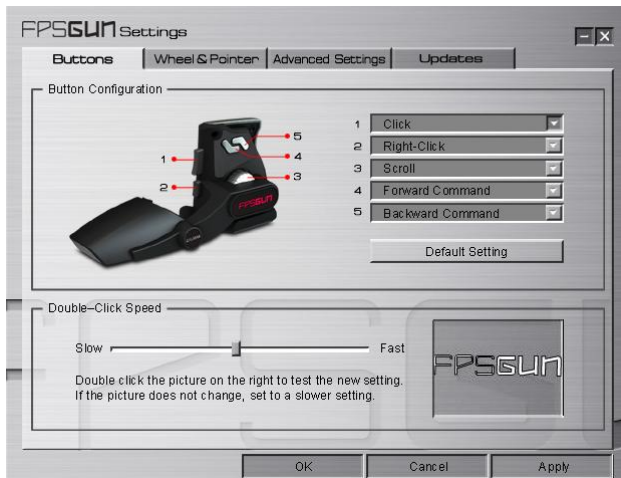 FPSGUN Settings
Buttons
Wheel & Pointer
Advanced Settings
Updates
Button Configuration
1
2
3
4
5
FPSGUN
1 Click
2 Right-Click
3 Scroll
4 Forward Command
5 Backward Command
Default Setting
Double-Click Speed
Slow
Fast
Double click the picture on the right to test the new setting.
If the picture does not change, set to a slower setting.
FPSGUN
FPSGU
OK
Cancel
Apply